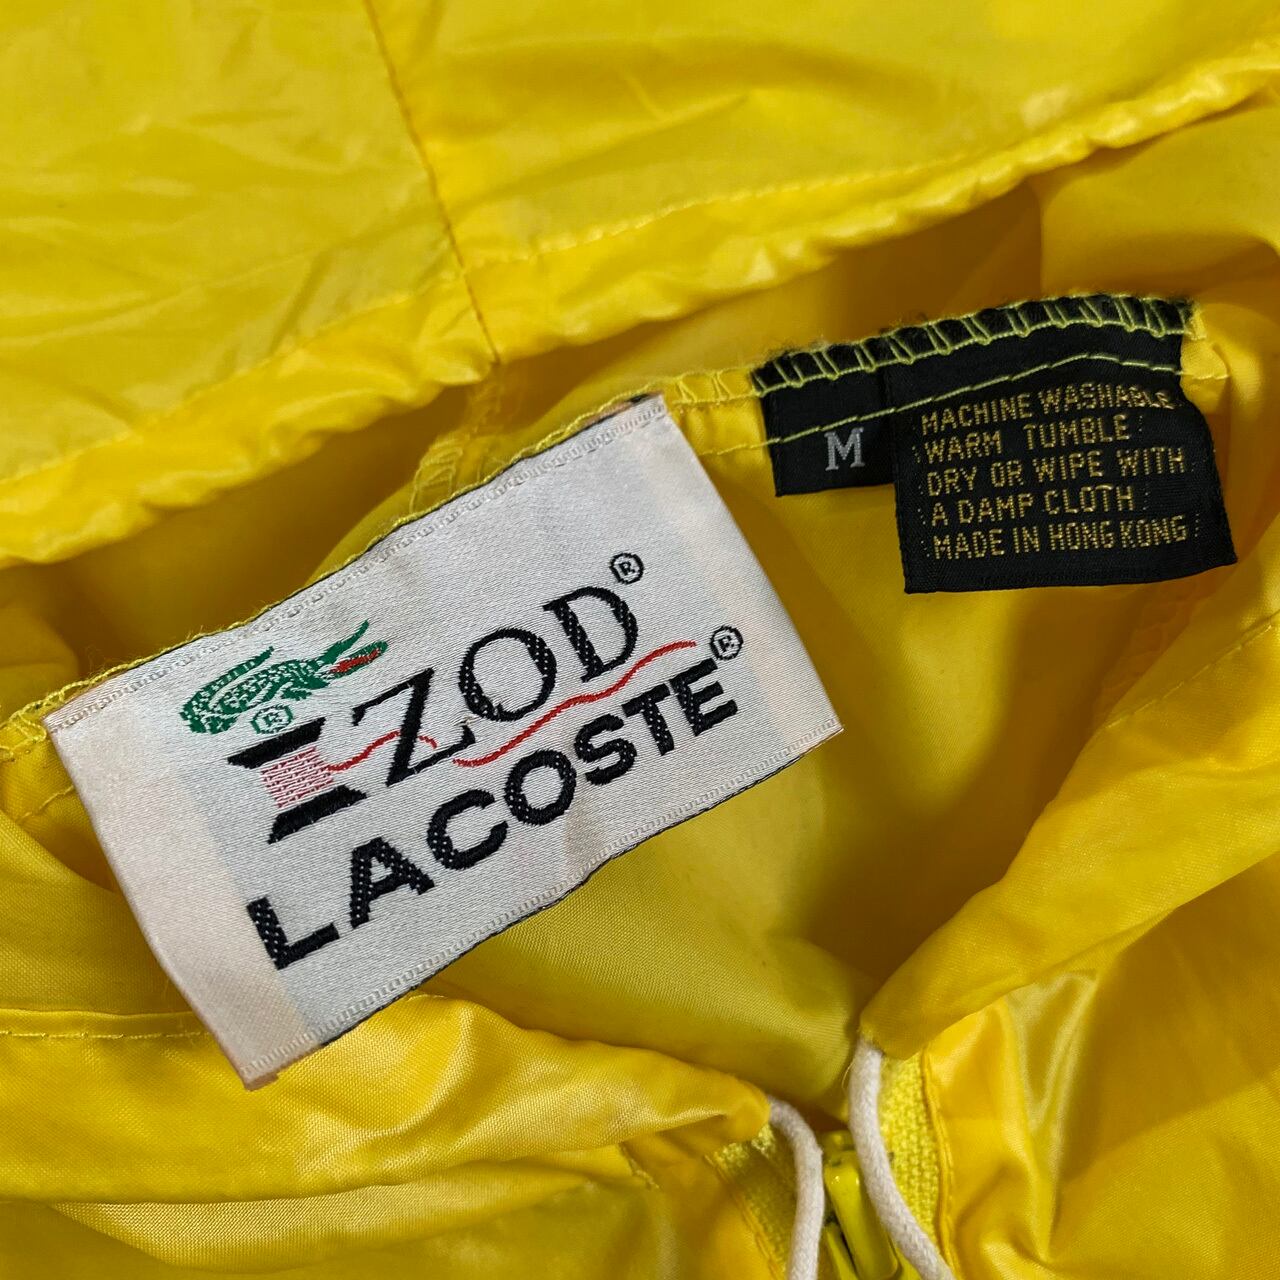 IZOD®
LACOSTE®
®
M
MACHINE WASHABLE
WARM TUMBLE
DRY OR WIPE WITH
A DAMP CLOTH
MADE IN HONG KONG